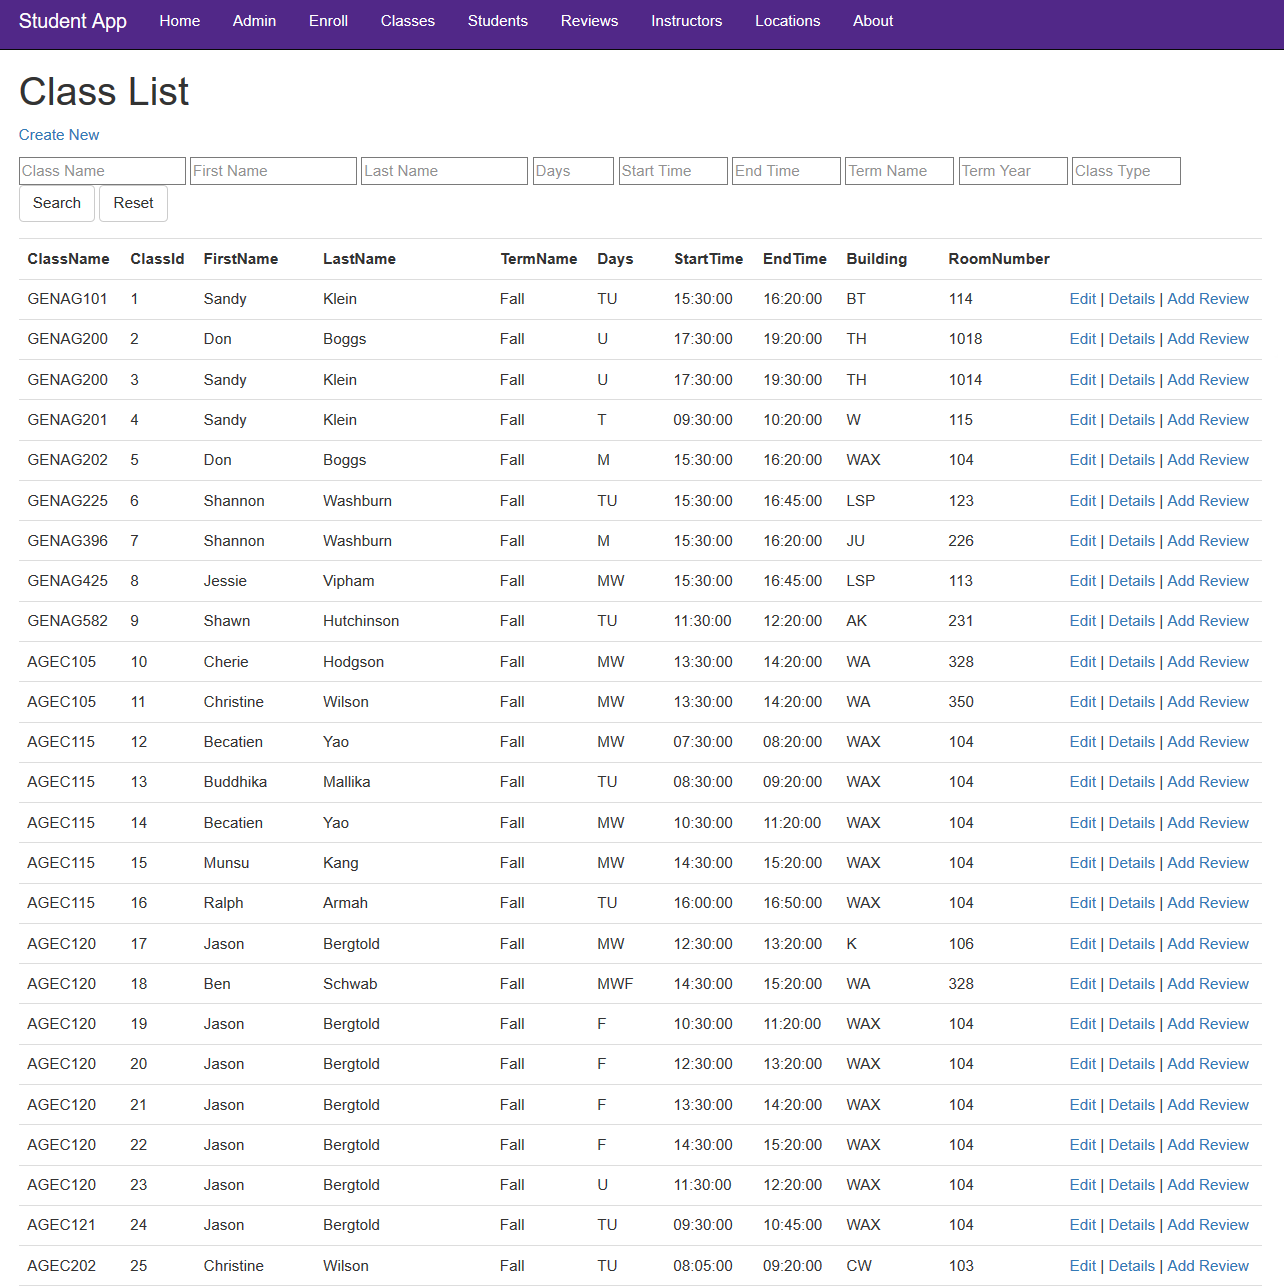 Student App Home Admin Enroll Classes Students Reviews Instructors Locations About
Class List
Create New
Class Name First Name Last Name Days Start Time End Time Term Name Term Year Class Type
Search Reset
ClassName ClassId FirstName LastName TermName Days StartTime EndTime Building RoomNumber
GENAG101 1 Sandy Klein Fall TU 15:30:00 16:20:00 BT 114 Edit | Details | Add Review
GENAG200 2 Don Boggs Fall U 17:30:00 19:20:00 TH 1018 Edit | Details | Add Review
GENAG200 3 Sandy Klein Fall U 17:30:00 19:30:00 TH 1014 Edit | Details | Add Review
GENAG201 4 Sandy Klein Fall T 09:30:00 10:20:00 W 115 Edit | Details | Add Review
GENAG202 5 Don Boggs Fall M 15:30:00 16:20:00 WAX 104 Edit | Details | Add Review
GENAG225 6 Shannon Washburn Fall TU 15:30:00 16:45:00 LSP 123 Edit | Details | Add Review
GENAG396 7 Shannon Washburn Fall M 15:30:00 16:20:00 JU 226 Edit | Details | Add Review
GENAG425 8 Jessie Vipham Fall MW 15:30:00 16:45:00 LSP 113 Edit | Details | Add Review
GENAG582 9 Shawn Hutchinson Fall TU 11:30:00 12:20:00 AK 231 Edit | Details | Add Review
AGEC105 10 Cherie Hodgson Fall MW 13:30:00 14:20:00 WA 328 Edit | Details | Add Review
AGEC105 11 Christine Wilson Fall MW 13:30:00 14:20:00 WA 350 Edit | Details | Add Review
AGEC115 12 Becatien Yao Fall MW 07:30:00 08:20:00 WAX 104 Edit | Details | Add Review
AGEC115 13 Buddhika Mallika Fall TU 08:30:00 09:20:00 WAX 104 Edit | Details | Add Review
AGEC115 14 Becatien Yao Fall MW 10:30:00 11:20:00 WAX 104 Edit | Details | Add Review
AGEC115 15 Munsu Kang Fall MW 14:30:00 15:20:00 WAX 104 Edit | Details | Add Review
AGEC115 16 Ralph Armah Fall TU 16:00:00 16:50:00 WAX 104 Edit | Details | Add Review
AGEC120 17 Jason Bergtold Fall MW 12:30:00 13:20:00 K 106 Edit | Details | Add Review
AGEC120 18 Ben Schwab Fall MWF 14:30:00 15:20:00 WA 328 Edit | Details | Add Review
AGEC120 19 Jason Bergtold Fall F 10:30:00 11:20:00 WAX 104 Edit | Details | Add Review
AGEC120 20 Jason Bergtold Fall F 12:30:00 13:20:00 WAX 104 Edit | Details | Add Review
AGEC120 21 Jason Bergtold Fall F 13:30:00 14:20:00 WAX 104 Edit | Details | Add Review
AGEC120 22 Jason Bergtold Fall F 14:30:00 15:20:00 WAX 104 Edit | Details | Add Review
AGEC120 23 Jason Bergtold Fall U 11:30:00 12:20:00 WAX 104 Edit | Details | Add Review
AGEC121 24 Jason Bergtold Fall TU 09:30:00 10:45:00 WAX 104 Edit | Details | Add Review
AGEC202 25 Christine Wilson Fall TU 08:05:00 09:20:00 CW 103 Edit | Details | Add Review